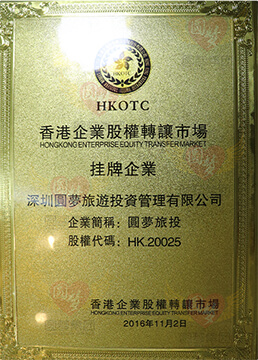 HKOTC
HKOTC
香港企業股權轉讓市場
HONGKONG ENTERPRISE EQUITY TRANSFER MARKET
挂牌企業
深圳圓夢旅遊投資管理有限公司
企業簡稱：圓夢旅投
股權代碼：HK.20025
香港企業股權轉讓市場
HONGKONG ENTERPRISE EQUITY TRANSFER MARKET
2016年11月2日